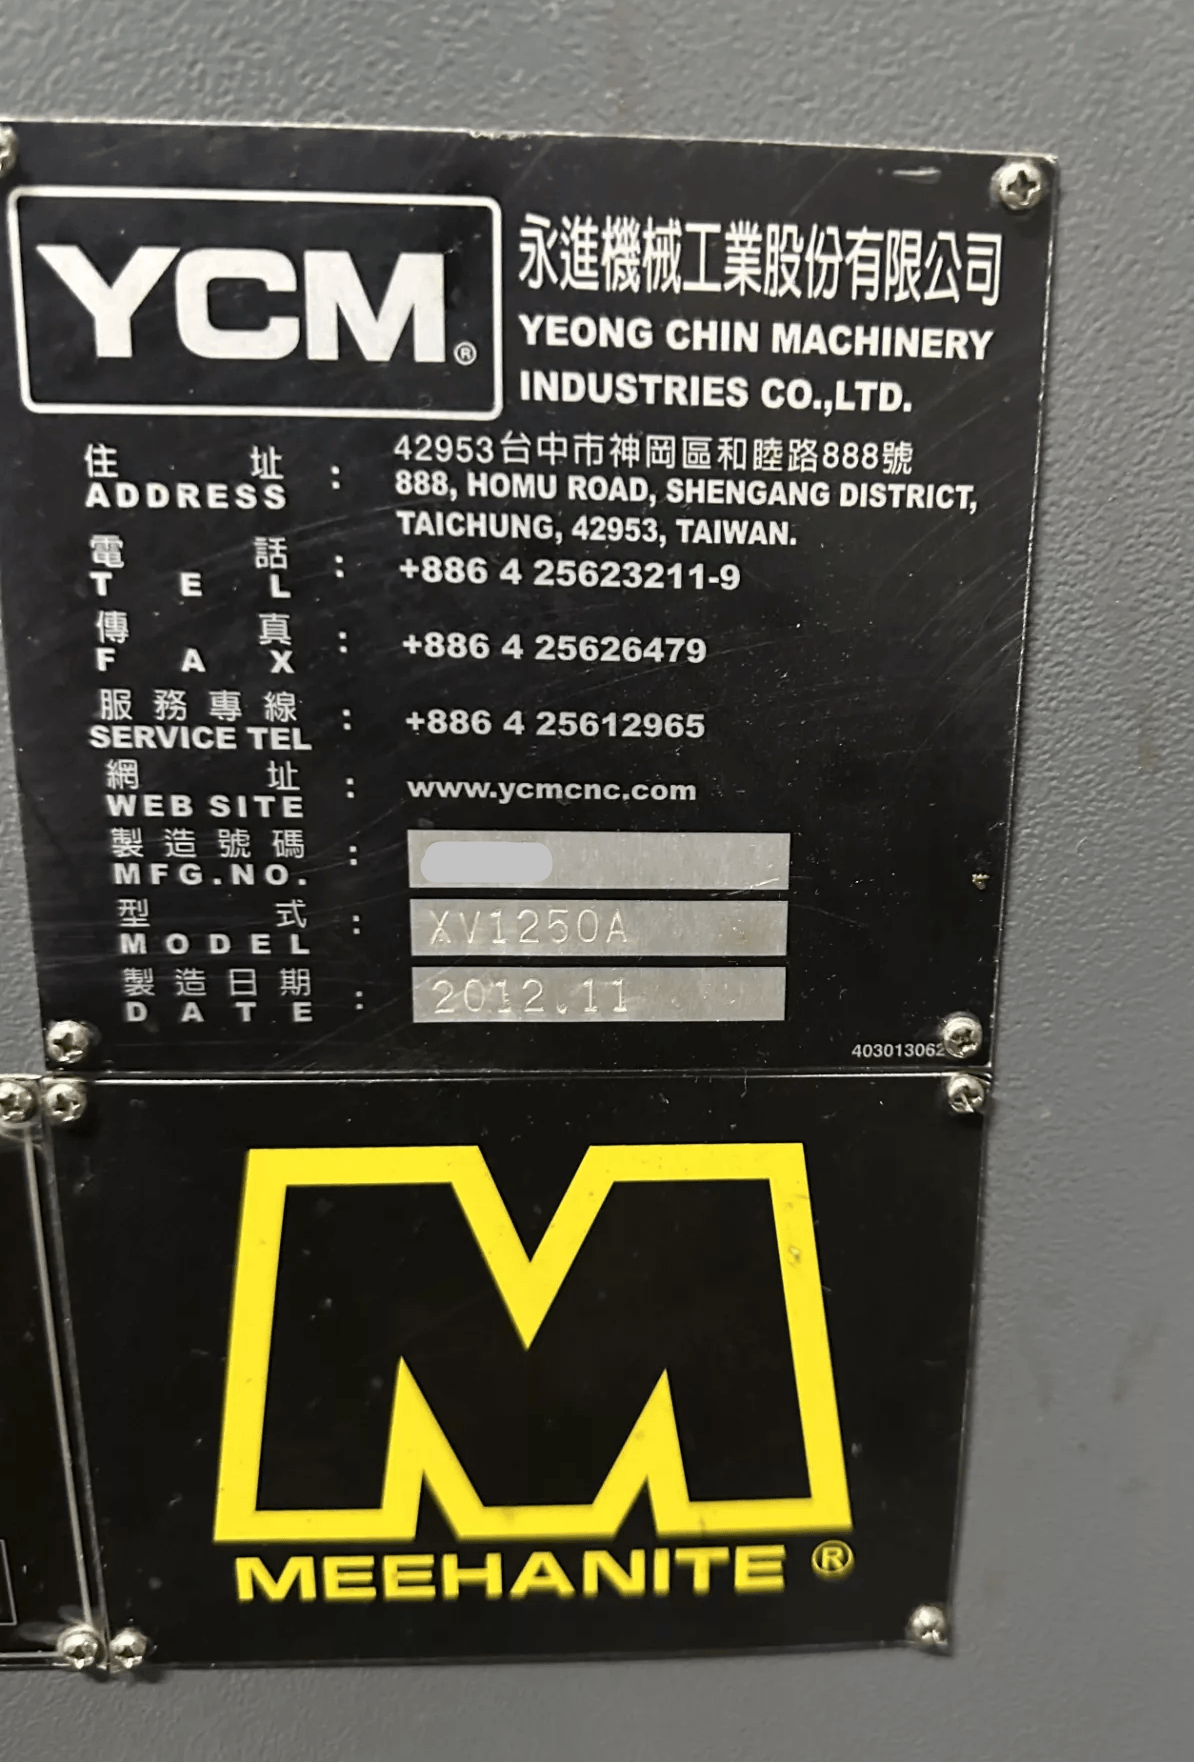 YCM®
永進機械工業股份有限公司
YEONG CHIN MACHINERY
INDUSTRIES CO.,LTD.
住址 : 42953台中市神岡區和睦路888號
ADDRESS 888, HOMU ROAD, SHENGANG DISTRICT,
TAICHUNG, 42953, TAIWAN.
電話 : +886 4 25623211-9
TEL
傳真 : +886 4 25626479
FAX
服務專線 : +886 4 25612965
SERVICE TEL
網址 : www.ycmcnc.com
WEB SITE
製造號碼 :
MFG.NO.
型式 : XV1250A
MODEL
製造日期 : 2012.11
DATE
MEEHANITE®